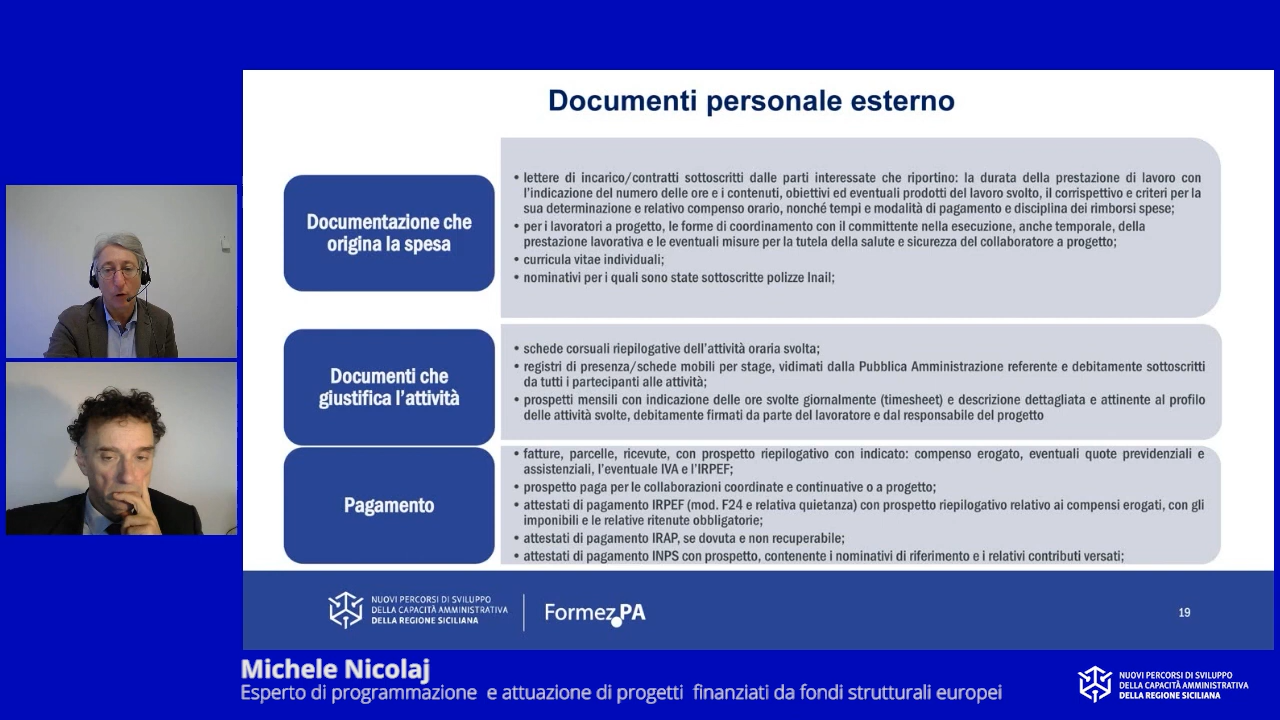 Documenti personale esterno
Documentazione che
origina la spesa
• lettere di incarico/contratti sottoscritti dalle parti interessate che riportino: la durata della prestazione di lavoro con
l'indicazione del numero delle ore e i contenuti, obiettivi ed eventuali prodotti del lavoro svolto, il corrispettivo e criteri per la
sua determinazione e relativo compenso orario, nonché tempi e modalità di pagamento e disciplina dei rimborsi spese;
• per i lavoratori a progetto, le forme di coordinamento con il committente nella esecuzione, anche temporale, della
prestazione lavorativa e le eventuali misure per la tutela della salute e sicurezza del collaboratore a progetto;
• curricula vitae individuali;
• nominativi per i quali sono state sottoscritte polizze Inail;
Documenti che
giustifica l'attività
• schede corsuali riepilogative dell'attività oraria svolta;
• registri di presenza/schede mobili per stage, vidimati dalla Pubblica Amministrazione referente e debitamente sottoscritti
da tutti i partecipanti alle attività;
• prospetti mensili con indicazione delle ore svolte giornalmente (timesheet) e descrizione dettagliata e attinente al profilo
delle attività svolte, debitamente firmati da parte del lavoratore e dal responsabile del progetto
Pagamento
• fatture, parcelle, ricevute, con prospetto riepilogativo con indicato: compenso erogato, eventuali quote previdenziali e
assistenziali, l'eventuale IVA e l'IRPEF;
• prospetto paga per le collaborazioni coordinate e continuative o a progetto;
• attestati di pagamento IRPEF (mod. F24 e relativa quietanza) con prospetto riepilogativo relativo ai compensi erogati, con gli
imponibili e le relative ritenute obbligatorie;
• attestati di pagamento IRAP, se dovuta e non recuperabile;
• attestati di pagamento INPS con prospetto, contenente i nominativi di riferimento e i relativi contributi versati;
NUOVI PERCORSI DI SVILUPPO
DELLA CAPACITÀ AMMINISTRATIVA
DELLA REGIONE SICILIANA
Formez PA
19
Michele Nicolaj
Esperto di programmazione e attuazione di progetti finanziati da fondi strutturali europei
NUOVI PERCORSI DI SVILUPPO
DELLA CAPACITÀ AMMINISTRATIVA
DELLA REGIONE SICILIANA